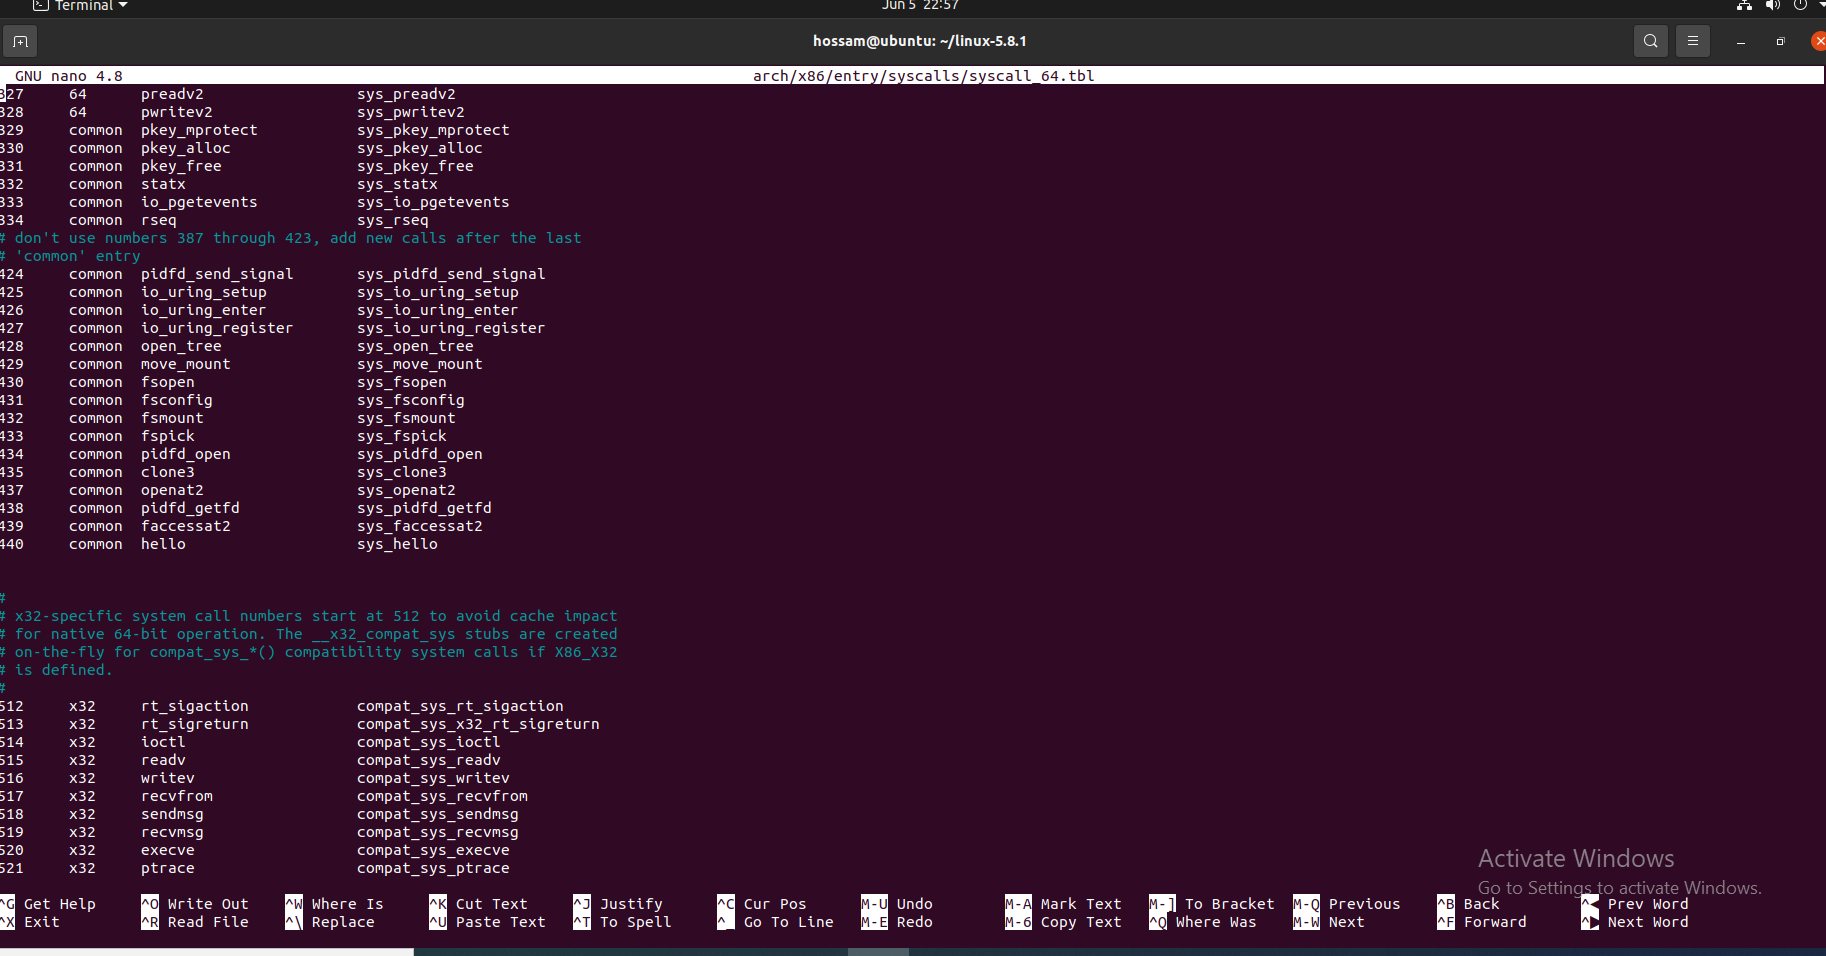 Terminal
Jun 5 22:57
hossam@ubuntu: ~/linux-5.8.1
GNU nano 4.8 arch/x86/entry/syscalls/syscall_64.tbl
327 64 preadv2 sys_preadv2
328 64 pwritev2 sys_pwritev2
329 common pkey_mprotect sys_pkey_mprotect
330 common pkey_alloc sys_pkey_alloc
331 common pkey_free sys_pkey_free
332 common statx sys_statx
333 common io_pgetevents sys_io_pgetevents
334 common rseq sys_rseq
# don't use numbers 387 through 423, add new calls after the last
# 'common' entry
424 common pidfd_send_signal sys_pidfd_send_signal
425 common io_uring_setup sys_io_uring_setup
426 common io_uring_enter sys_io_uring_enter
427 common io_uring_register sys_io_uring_register
428 common open_tree sys_open_tree
429 common move_mount sys_move_mount
430 common fsopen sys_fsopen
431 common fsconfig sys_fsconfig
432 common fsmount sys_fsmount
433 common fspick sys_fspick
434 common pidfd_open sys_pidfd_open
435 common clone3 sys_clone3
437 common openat2 sys_openat2
438 common pidfd_getfd sys_pidfd_getfd
439 common faccessat2 sys_faccessat2
440 common hello sys_hello
#
# x32-specific system call numbers start at 512 to avoid cache impact
# for native 64-bit operation. The __x32_compat_sys stubs are created
# on-the-fly for compat_sys_*() compatibility system calls if X86_X32
# is defined.
#
512 x32 rt_sigaction compat_sys_rt_sigaction
513 x32 rt_sigreturn compat_sys_x32_rt_sigreturn
514 x32 ioctl compat_sys_ioctl
515 x32 readv compat_sys_readv
516 x32 writev compat_sys_writev
517 x32 recvfrom compat_sys_recvfrom
518 x32 sendmsg compat_sys_sendmsg
519 x32 recvmsg compat_sys_recvmsg
520 x32 execve compat_sys_execve
521 x32 ptrace compat_sys_ptrace
Activate Windows
Go to Settings to activate Windows.
^G Get Help ^O Write Out ^W Where Is ^K Cut Text ^J Justify ^C Cur Pos M-U Undo M-A Mark Text M-] To Bracket M-Q Previous ^B Back ^◀ Prev Word
^X Exit ^R Read File ^\ Replace ^U Paste Text ^T To Spell ^_ Go To Line M-E Redo M-6 Copy Text ^Q Where Was M-W Next ^F Forward ^▶ Next Word